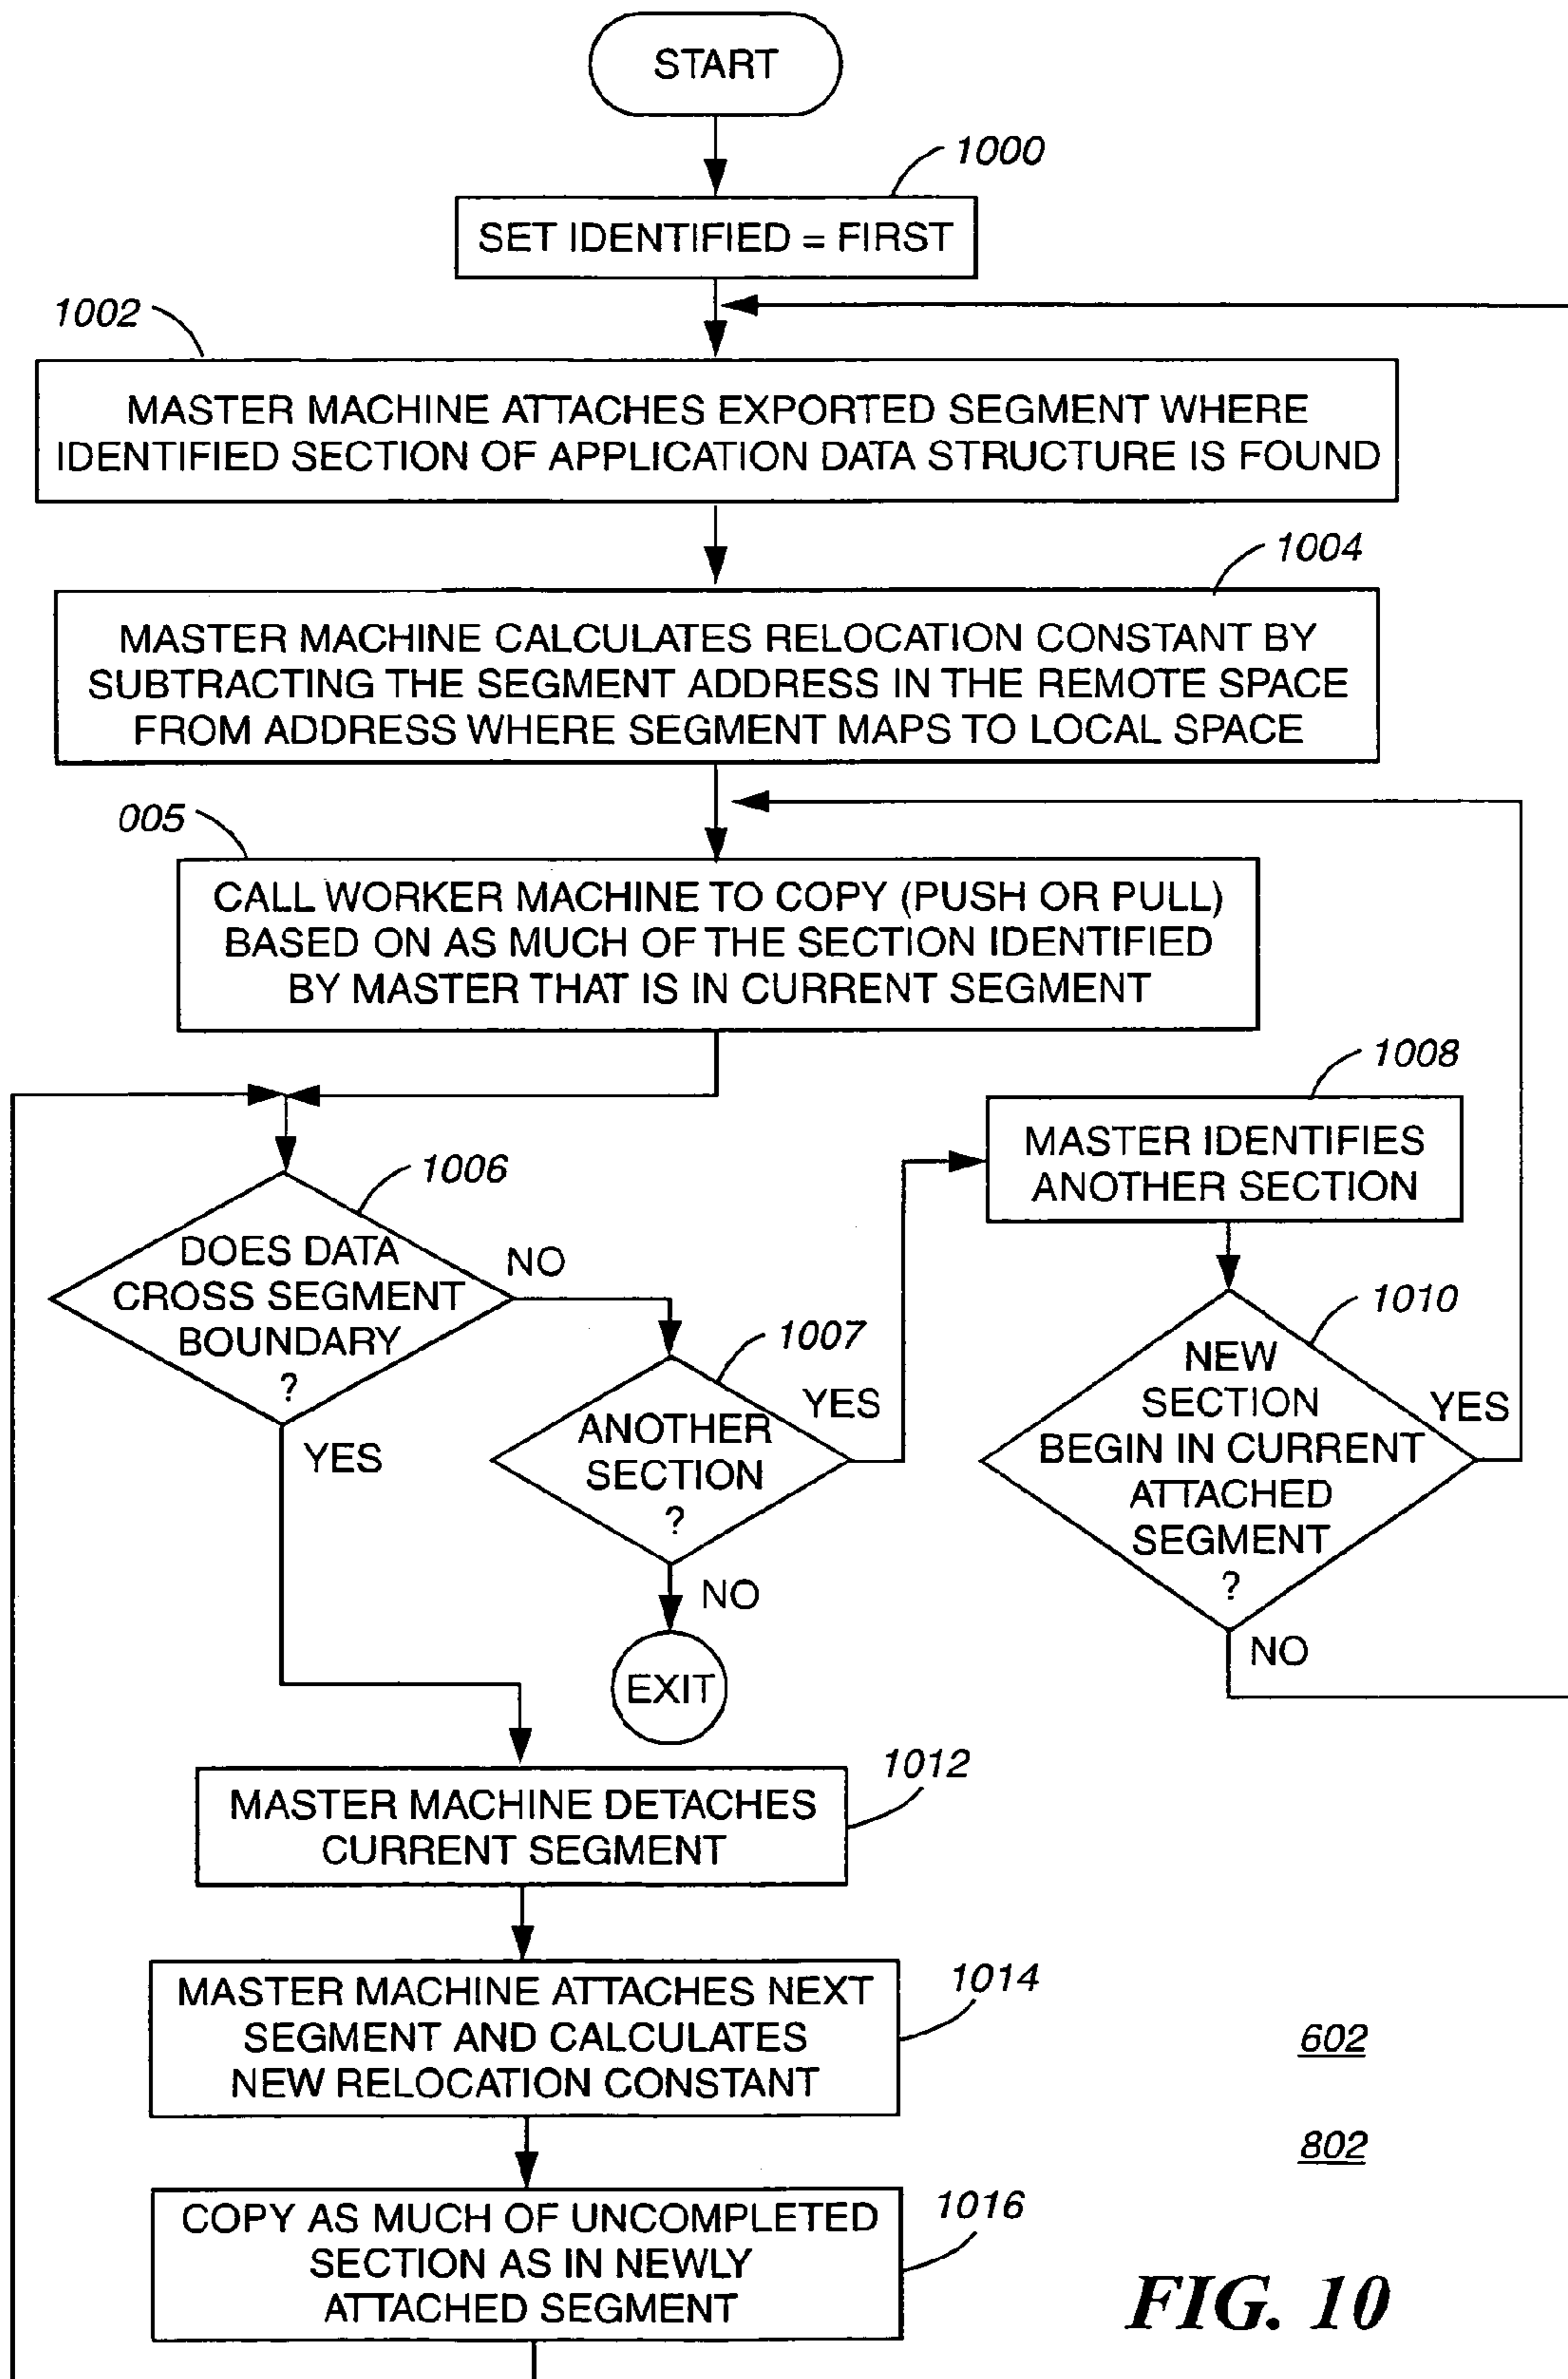 START
1000
SET IDENTIFIED = FIRST
1002
MASTER MACHINE ATTACHES EXPORTED SEGMENT WHERE
IDENTIFIED SECTION OF APPLICATION DATA STRUCTURE IS FOUND
1004
MASTER MACHINE CALCULATES RELOCATION CONSTANT BY
SUBTRACTING THE SEGMENT ADDRESS IN THE REMOTE SPACE
FROM ADDRESS WHERE SEGMENT MAPS TO LOCAL SPACE
005
CALL WORKER MACHINE TO COPY (PUSH OR PULL)
BASED ON AS MUCH OF THE SECTION IDENTIFIED
BY MASTER THAT IS IN CURRENT SEGMENT
1008
MASTER IDENTIFIES
ANOTHER SECTION
1006
DOES DATA
CROSS SEGMENT
BOUNDARY
?
NO
YES
1007
ANOTHER
SECTION
?
YES
NO
EXIT
1010
NEW
SECTION
BEGIN IN CURRENT
ATTACHED
SEGMENT
?
YES
NO
1012
MASTER MACHINE DETACHES
CURRENT SEGMENT
1014
MASTER MACHINE ATTACHES NEXT
SEGMENT AND CALCULATES
NEW RELOCATION CONSTANT
602
802
1016
COPY AS MUCH OF UNCOMPLETED
SECTION AS IN NEWLY
ATTACHED SEGMENT
FIG. 10